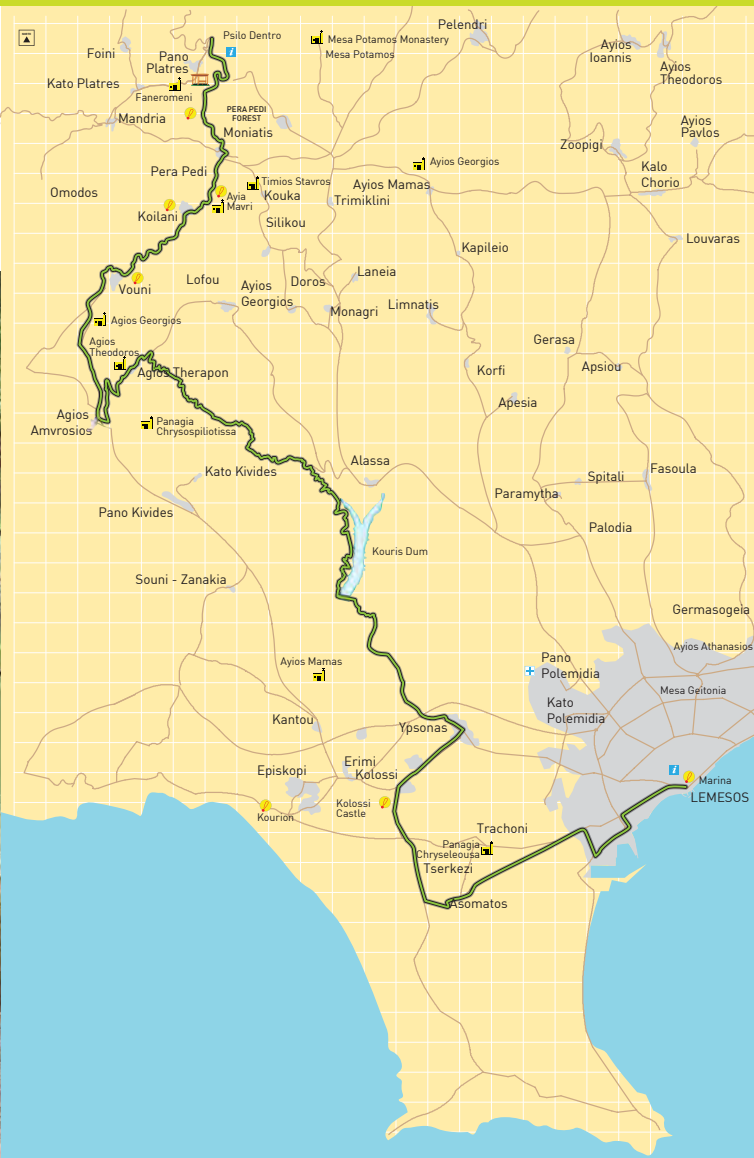 Psilo Dentro
Pelendri
Mesa Potamos Monastery
Mesa Potamos
Ayios
Ioannis
Foini
Pano
Platres
Ayios
Theodoros
Kato Platres
Faneromeni
PERA PEDI
FOREST
Mandria
Moniatis
Ayios
Pavlos
Zoopigi
Ayios Georgios
Kalo
Chorio
Pera Pedi
Timios Stavros
Ayios Mamas
Omodos
Ayia
Mavri
Kouka
Trimiklini
Koilani
Silikou
Louvaras
Kapileio
Laneia
Lofou
Ayios
Georgios
Doros
Vouni
Monagri
Limnatis
Agios Georgios
Gerasa
Agios
Theodoros
Agios Therapon
Korfi
Apsiou
Apesia
Agios
Amvrosios
Panagia
Chrysospiliotissa
Alassa
Kato Kivides
Fasoula
Spitali
Paramytha
Pano Kivides
Palodia
Kouris Dum
Souni - Zanakia
Germasogeia
Ayios Athanasios
Ayios Mamas
Pano
Polemidia
Mesa Geitonia
Kato
Polemidia
Kantou
Ypsonas
Erimi
Episkopi
Kolossi
Marina
LEMESOS
Kolossi
Castle
Kourion
Trachoni
Panagia
Chryseleousa
Tserkezi
Asomatos